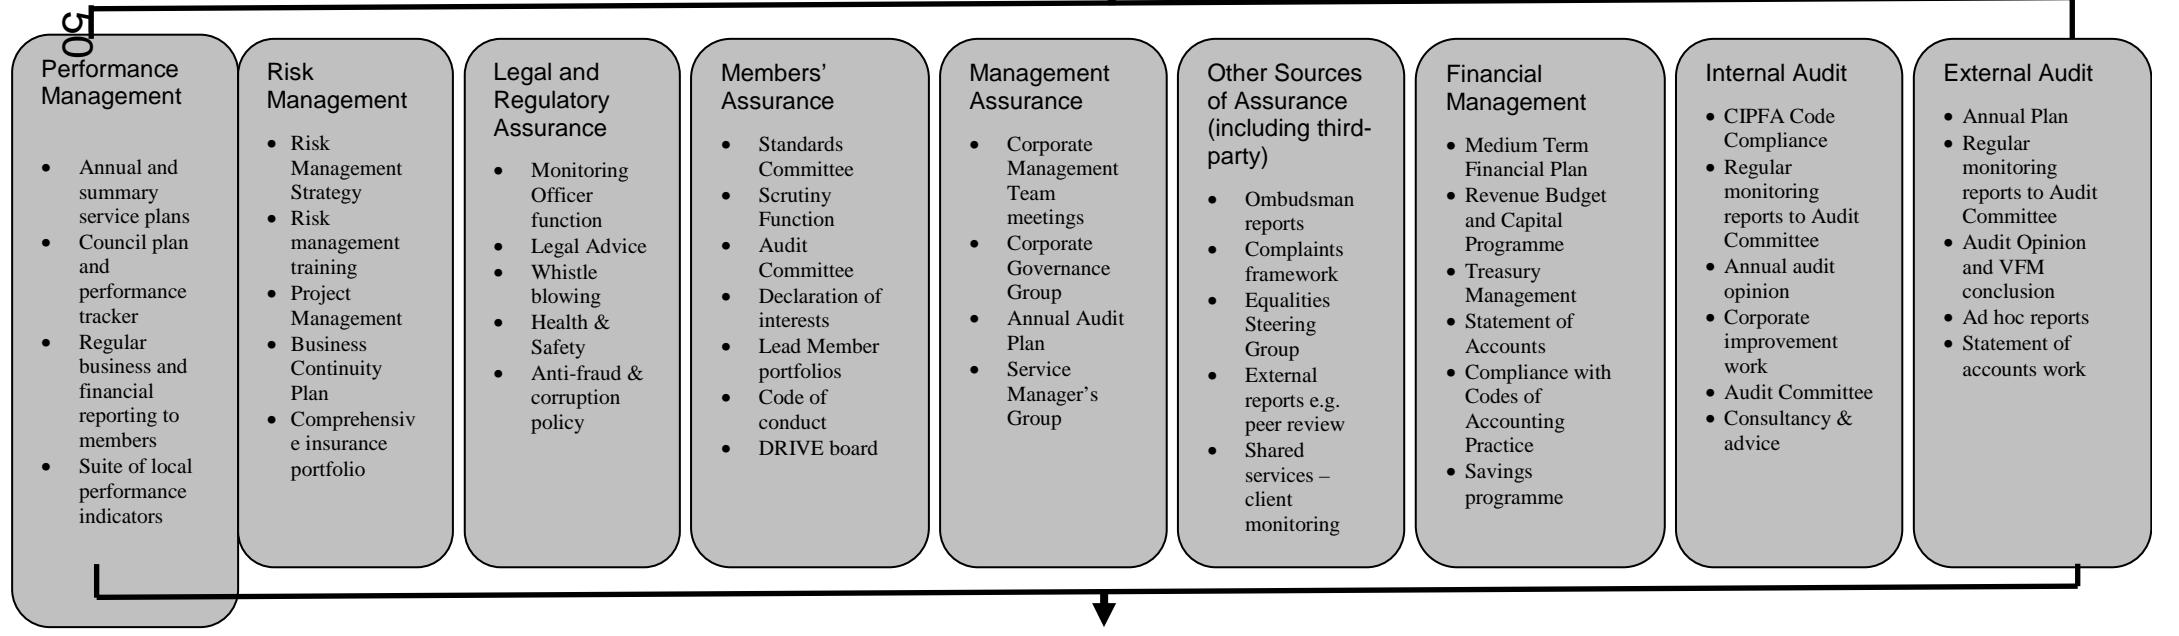 50
Performance
Management
• Annual and
summary
service plans
• Council plan
and
performance
tracker
• Regular
business and
financial
reporting to
members
• Suite of local
performance
indicators
Risk
Management
• Risk
Management
Strategy
• Risk
management
training
• Project
Management
• Business
Continuity
Plan
• Comprehensiv
e insurance
portfolio
Legal and
Regulatory
Assurance
• Monitoring
Officer
function
• Legal Advice
• Whistle
blowing
• Health &
Safety
• Anti-fraud &
corruption
policy
Members’
Assurance
• Standards
Committee
• Scrutiny
Function
• Audit
Committee
• Declaration of
interests
• Lead Member
portfolios
• Code of
conduct
• DRIVE board
Management
Assurance
• Corporate
Management
Team
meetings
• Corporate
Governance
Group
• Annual Audit
Plan
• Service
Manager’s
Group
Other Sources
of Assurance
(including third-
party)
• Ombudsman
reports
• Complaints
framework
• Equalities
Steering
Group
• External
reports e.g.
peer review
• Shared
services –
client
monitoring
Financial
Management
• Medium Term
Financial Plan
• Revenue Budget
and Capital
Programme
• Treasury
Management
• Statement of
Accounts
• Compliance with
Codes of
Accounting
Practice
• Savings
programme
Internal Audit
• CIPFA Code
Compliance
• Regular
monitoring
reports to Audit
Committee
• Annual audit
opinion
• Corporate
improvement
work
• Audit Committee
• Consultancy &
advice
External Audit
• Annual Plan
• Regular
monitoring
reports to Audit
Committee
• Audit Opinion
and VFM
conclusion
• Ad hoc reports
• Statement of
accounts work